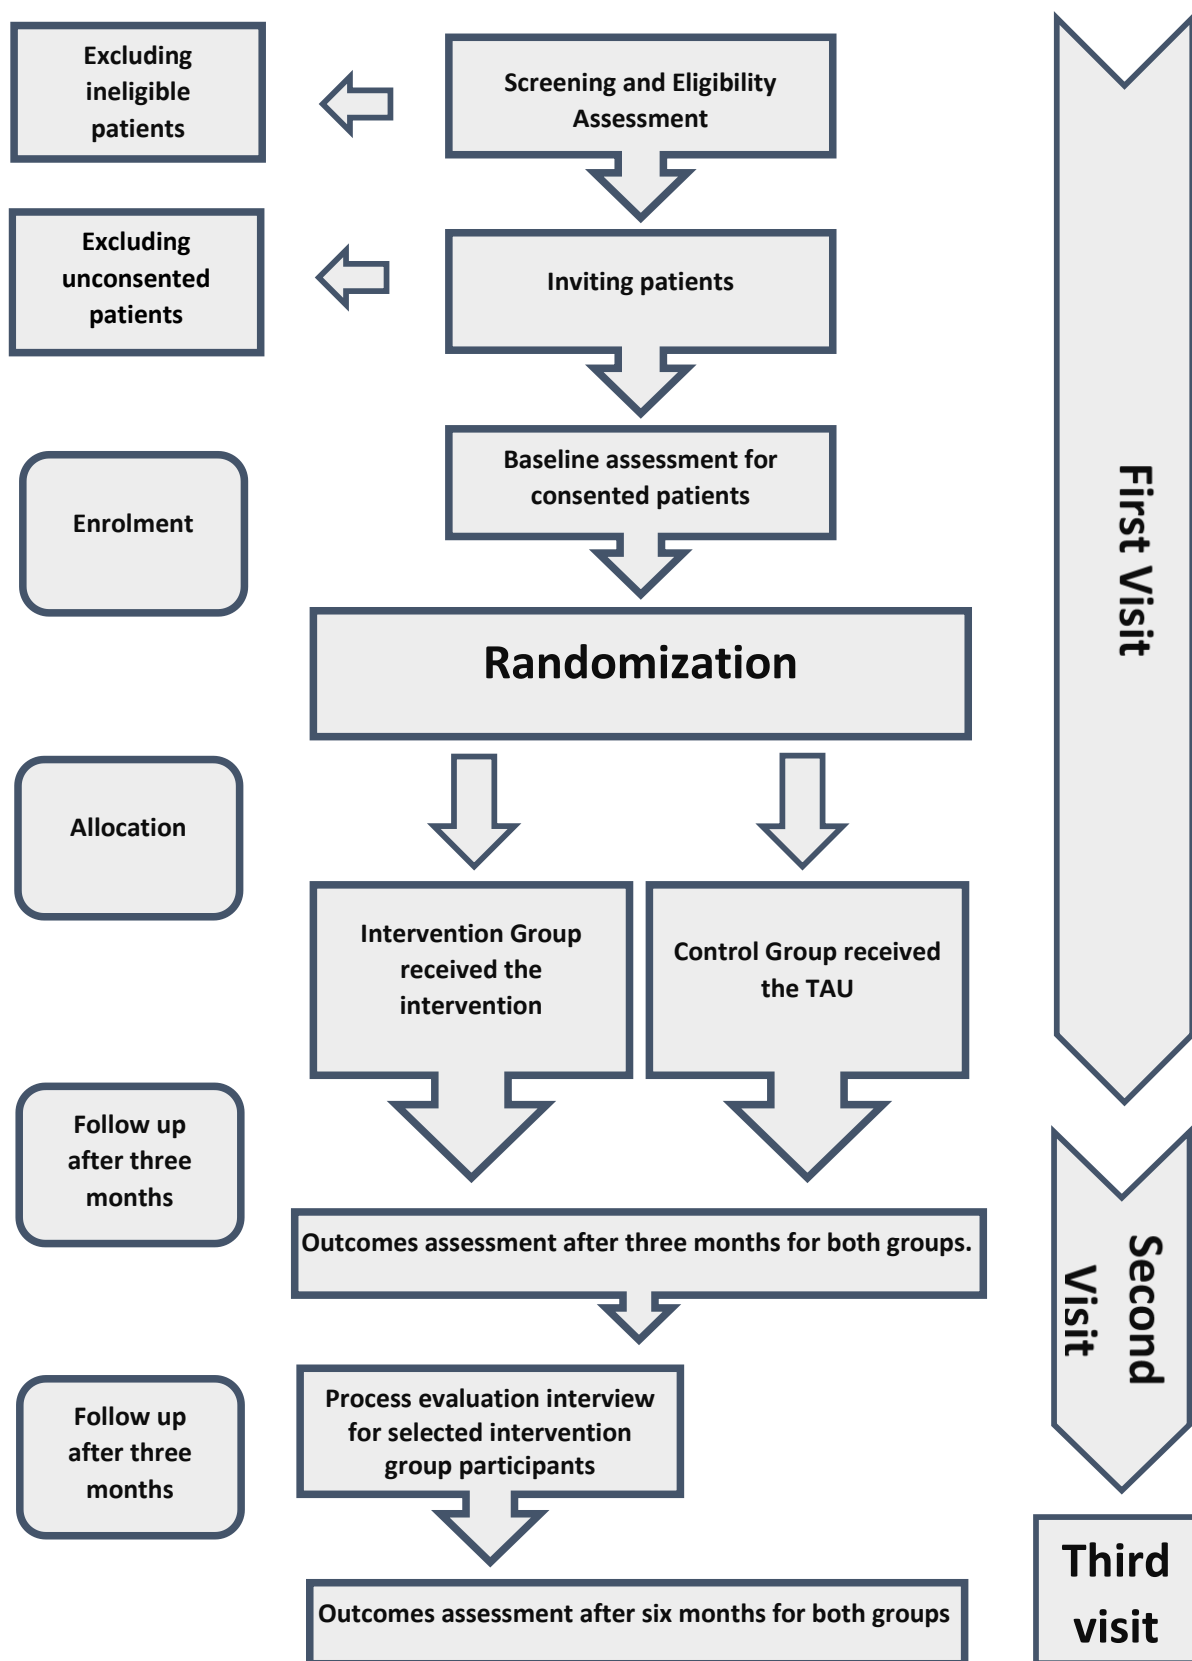 Excluding
ineligible
patients
Screening and Eligibility
Assessment
Excluding
unconsented
patients
Inviting patients
Baseline assessment for
consented patients
Enrolment
First Visit
Randomization
Allocation
Intervention Group
received the
intervention
Control Group received
the TAU
Follow up
after three
months
Outcomes assessment after three months for both groups.
Second
Visit
Follow up
after three
months
Process evaluation interview
for selected intervention
group participants
Third
visit
Outcomes assessment after six months for both groups